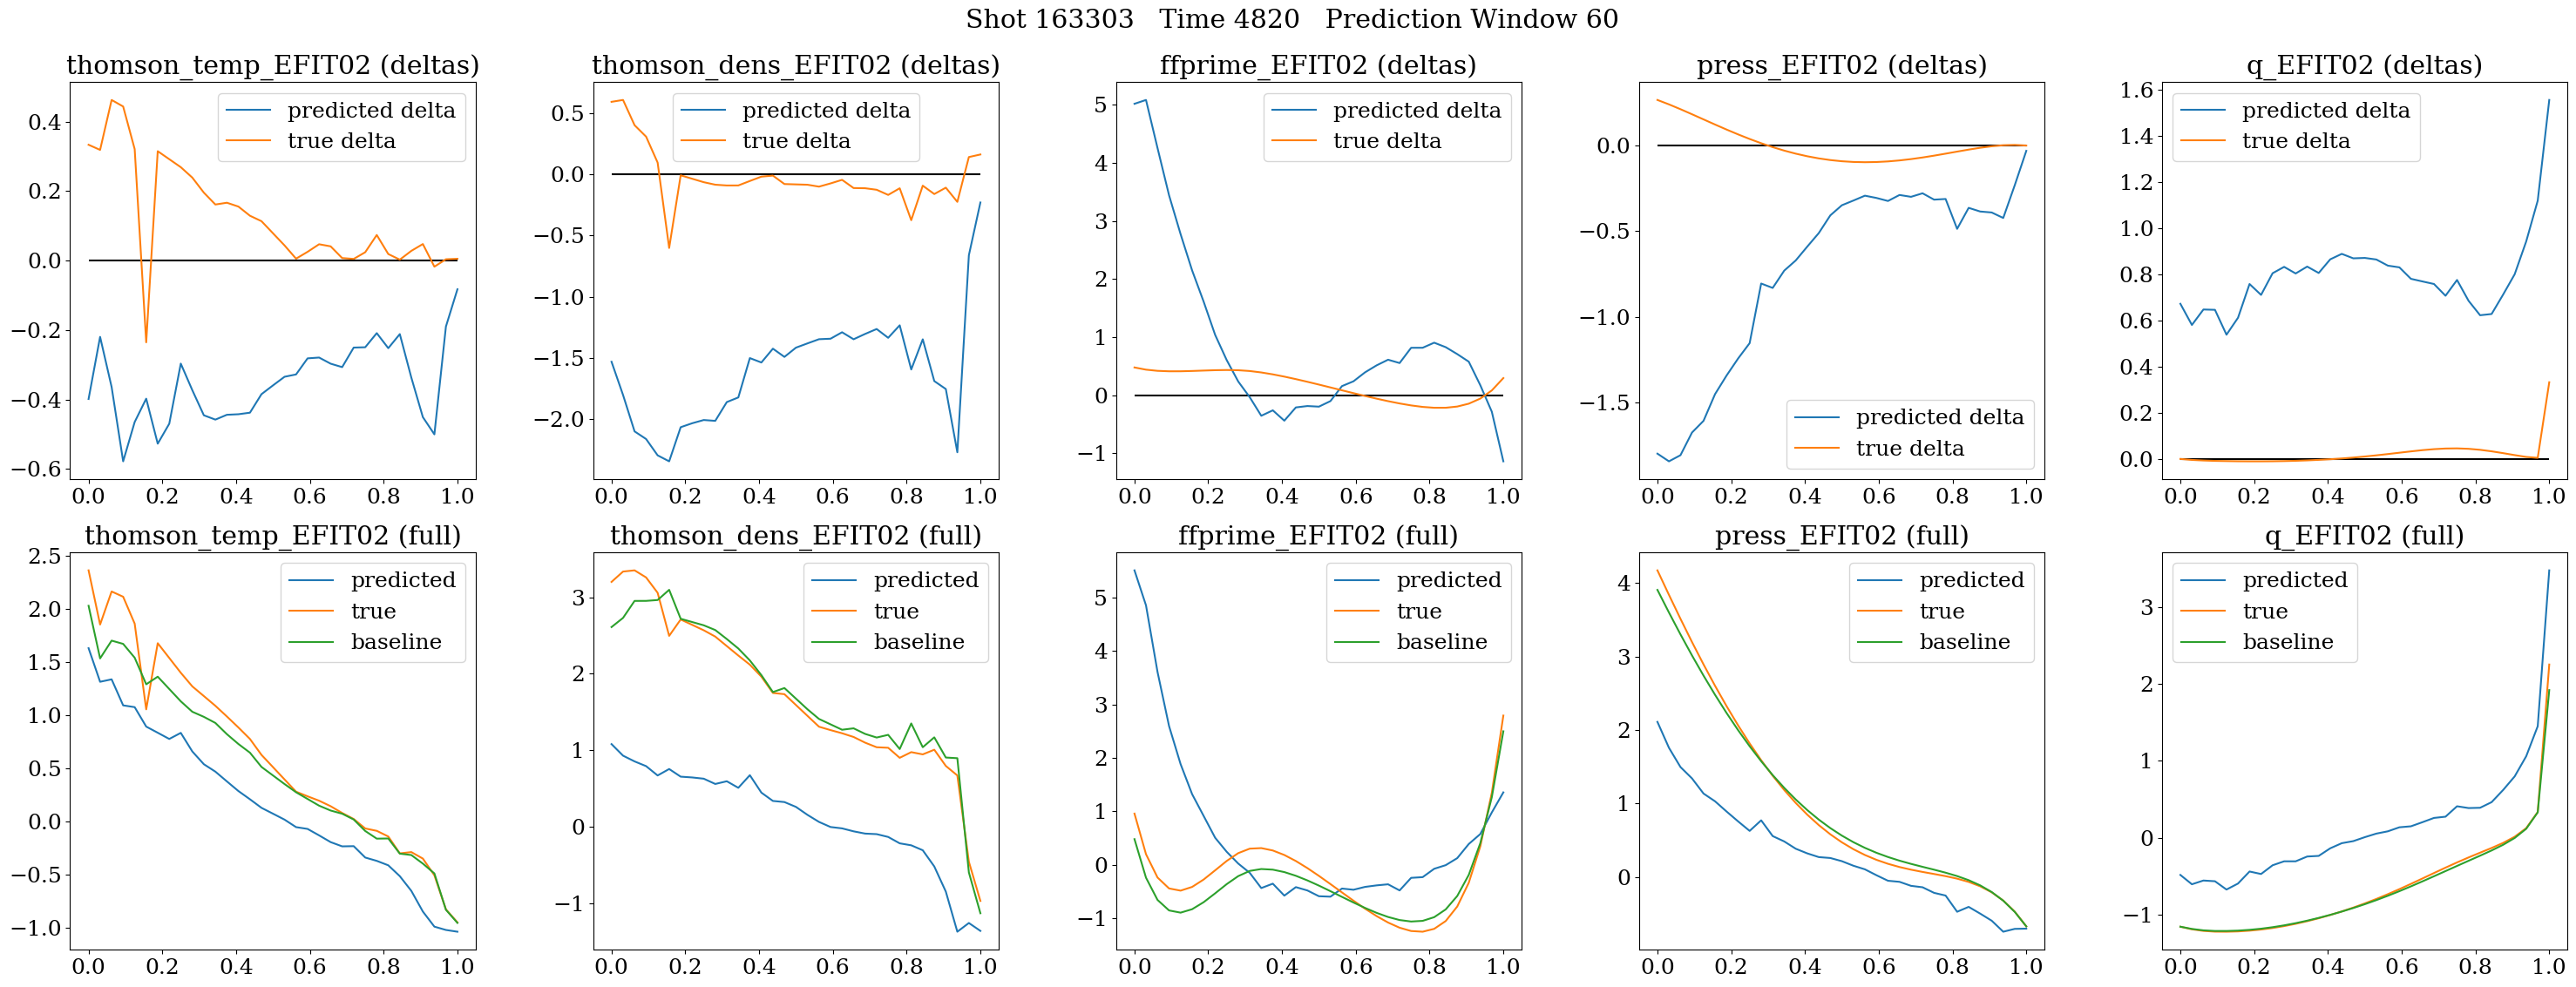 Shot 163303   Time 4820   Prediction Window 60
thomson_temp_EFIT02 (deltas)
predicted delta
true delta
0.4
0.2
0.0
−0.2
−0.4
−0.6
0.0 0.2 0.4 0.6 0.8 1.0
thomson_dens_EFIT02 (deltas)
predicted delta
true delta
0.5
0.0
−0.5
−1.0
−1.5
−2.0
0.0 0.2 0.4 0.6 0.8 1.0
ffprime_EFIT02 (deltas)
predicted delta
true delta
5
4
3
2
1
0
−1
0.0 0.2 0.4 0.6 0.8 1.0
press_EFIT02 (deltas)
0.0
−0.5
−1.0
−1.5
predicted delta
true delta
0.0 0.2 0.4 0.6 0.8 1.0
q_EFIT02 (deltas)
predicted delta
true delta
1.6
1.4
1.2
1.0
0.8
0.6
0.4
0.2
0.0
0.0 0.2 0.4 0.6 0.8 1.0
thomson_temp_EFIT02 (full)
predicted
true
baseline
2.5
2.0
1.5
1.0
0.5
0.0
−0.5
−1.0
0.0 0.2 0.4 0.6 0.8 1.0
thomson_dens_EFIT02 (full)
predicted
true
baseline
3
2
1
0
−1
0.0 0.2 0.4 0.6 0.8 1.0
ffprime_EFIT02 (full)
predicted
true
baseline
5
4
3
2
1
0
−1
0.0 0.2 0.4 0.6 0.8 1.0
press_EFIT02 (full)
predicted
true
baseline
4
3
2
1
0
0.0 0.2 0.4 0.6 0.8 1.0
q_EFIT02 (full)
predicted
true
baseline
3
2
1
0
−1
0.0 0.2 0.4 0.6 0.8 1.0